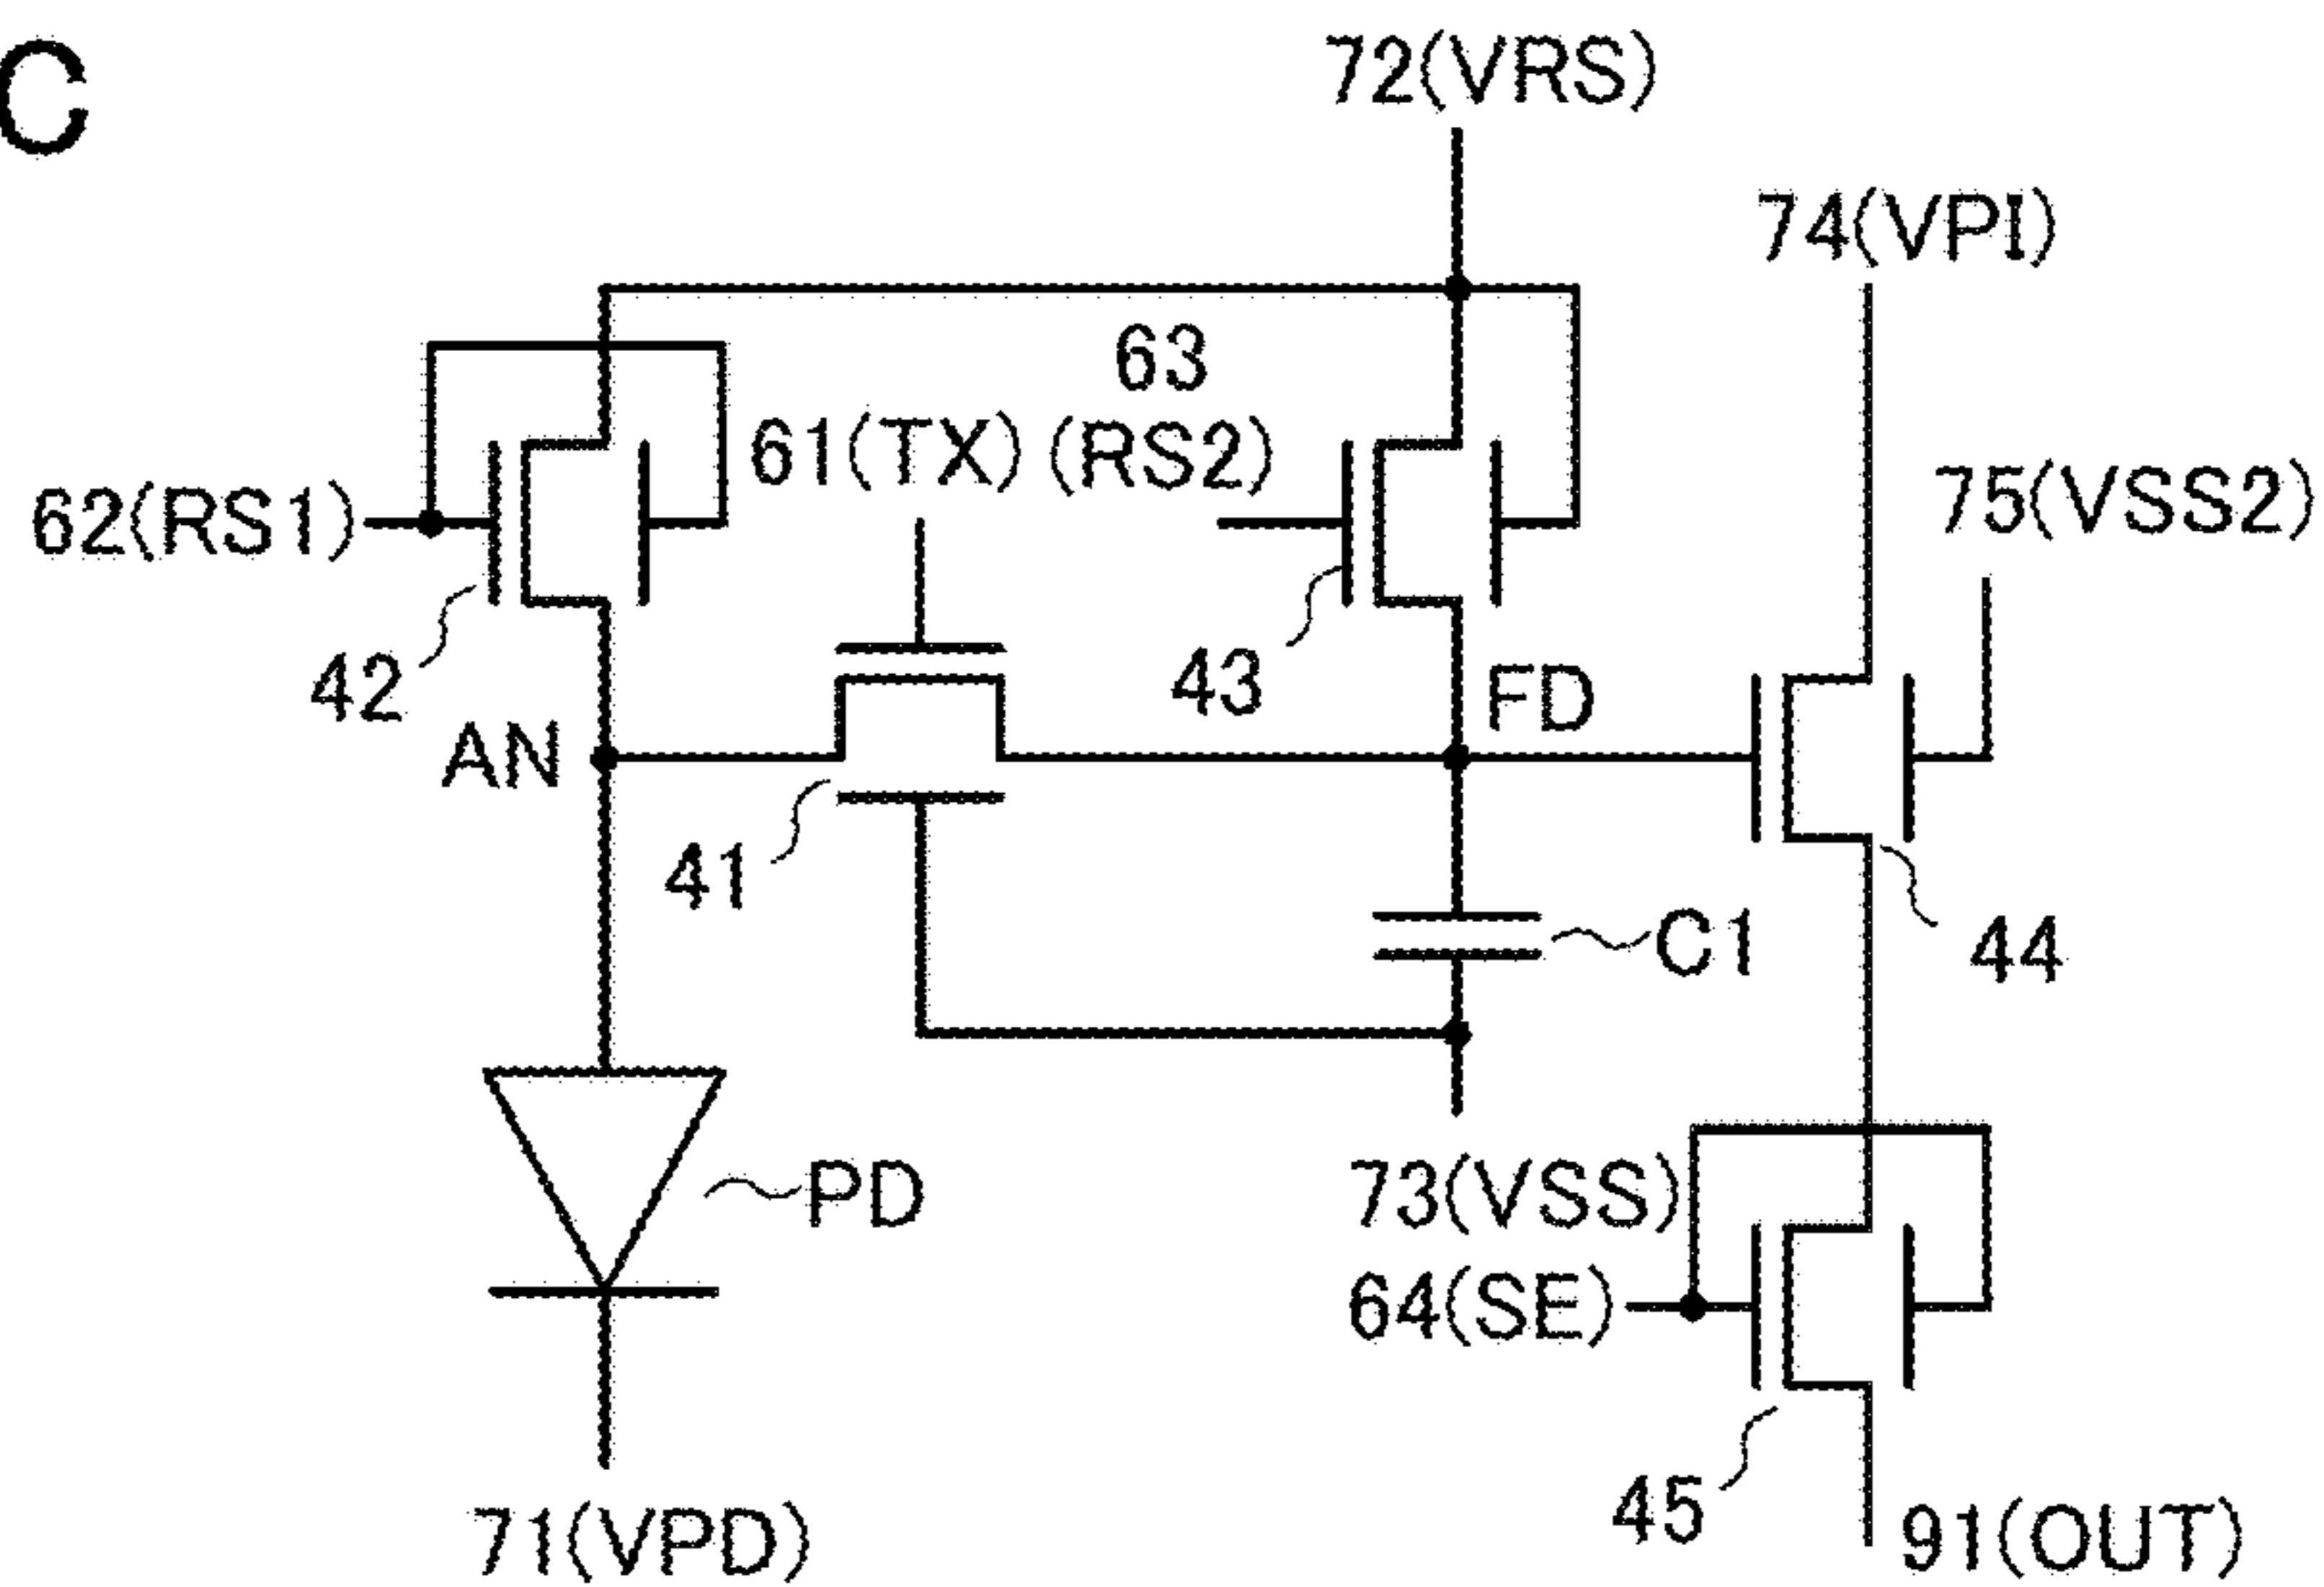 C
72(VRS)
74(VPI)
63
61(TX) (RS2)
75(VSS2)
62(RS1)
42
43
FD
AN
41
C1
44
PD
73(VSS)
64(SE)
45
71(VPD)
91(OUT)